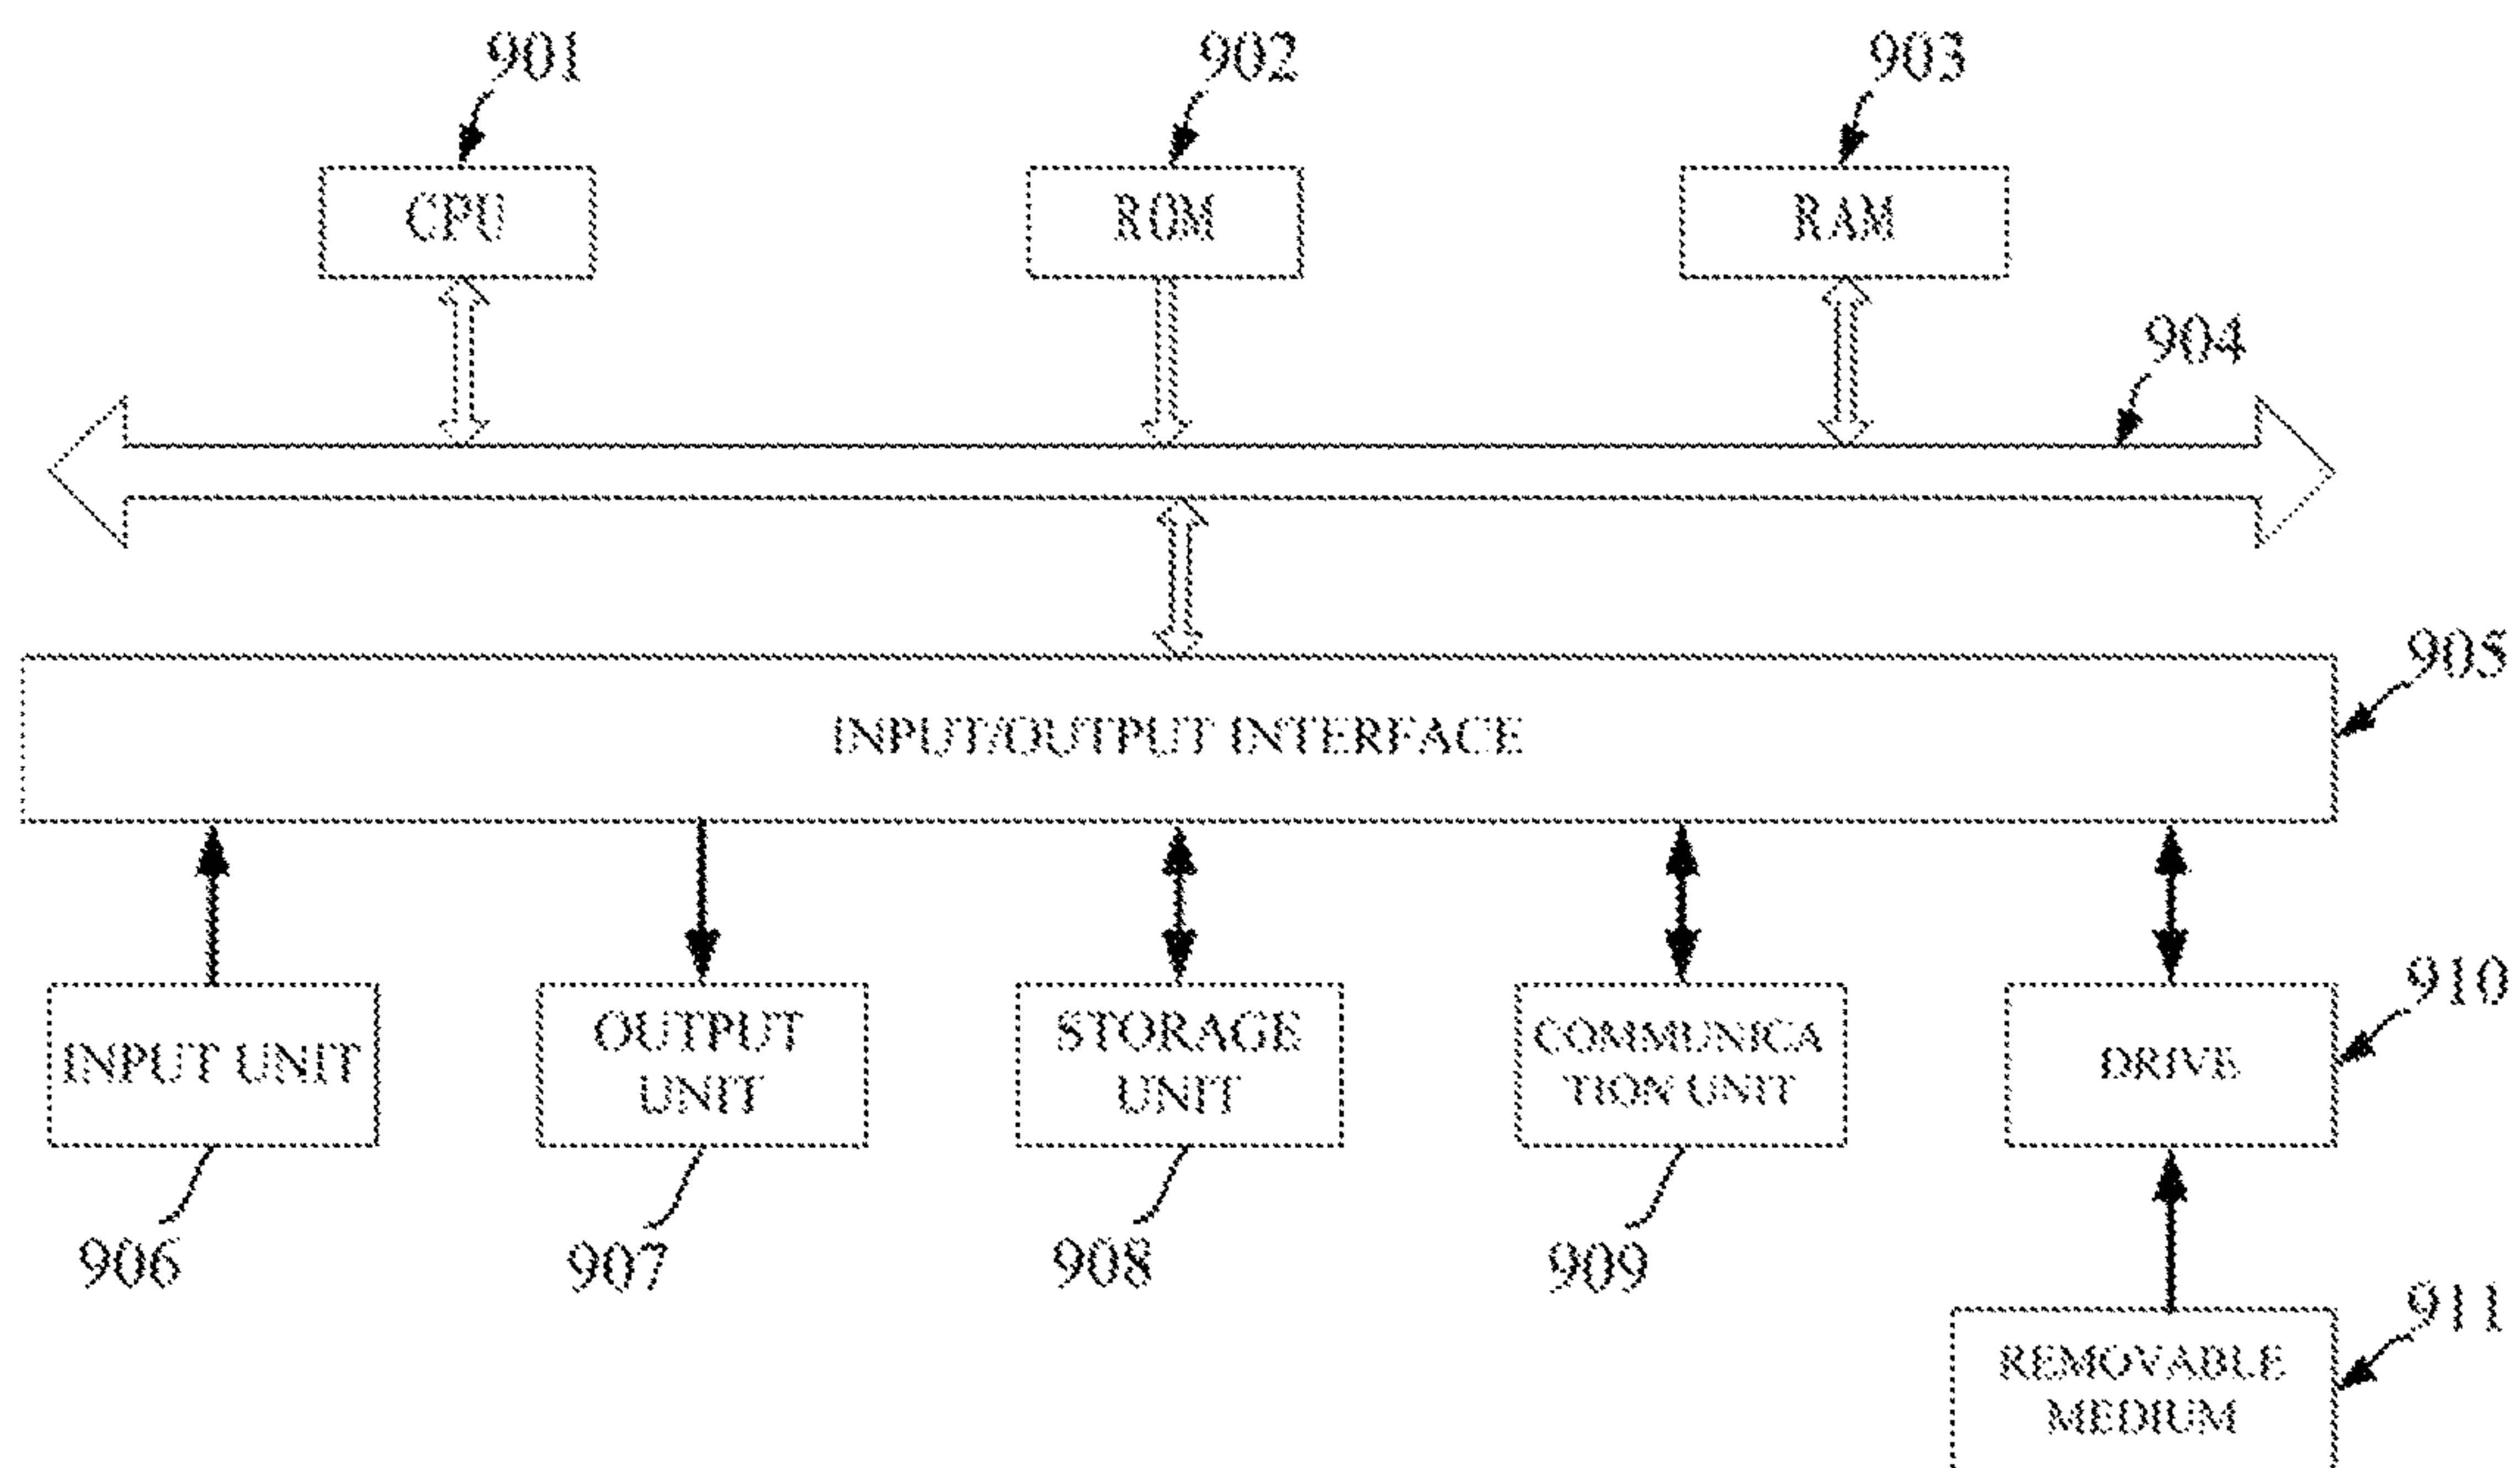 901
902
903
CPU
ROM
RAM
904
905
INPUT/OUTPUT INTERFACE
910
INPUT UNIT
OUTPUT
UNIT
STORAGE
UNIT
COMMUNICA
TION UNIT
DRIVE
906
907
908
909
911
REMOVABLE
MEDIUM